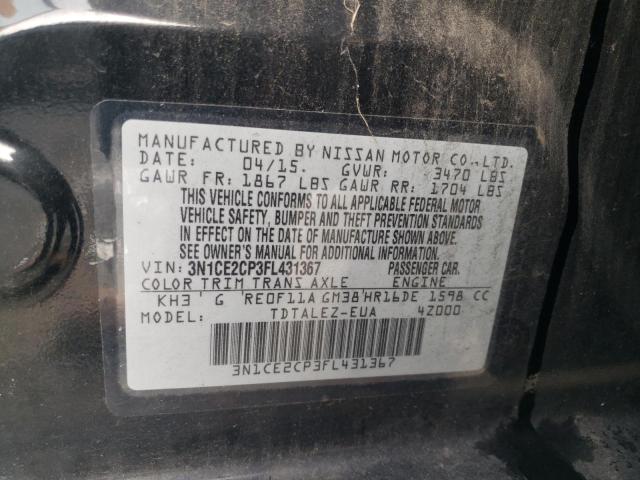 MANUFACTURED BY NISSAN MOTOR CO.,LTD.
DATE: 04/15. GVWR: 3470 LBS
GAWR FR: 1867 LBS GAWR RR: 1704 LBS
THIS VEHICLE CONFORMS TO ALL APPLICABLE FEDERAL MOTOR
VEHICLE SAFETY, BUMPER AND THEFT PREVENTION STANDARDS
IN EFFECT ON THE DATE OF MANUFACTURE SHOWN ABOVE.
SEE OWNER'S MANUAL FOR ADDITIONAL INFORMATION.
VIN: 3N1CE2CP3FL431367 PASSENGER CAR.
COLOR TRIM TRANS AXLE ENGINE
KH3 ' G RE0F11A GM38'HR16DE 1598 CC
MODEL: TDTALEZ-EUA 4Z000
3N1CE2CP3FL431367